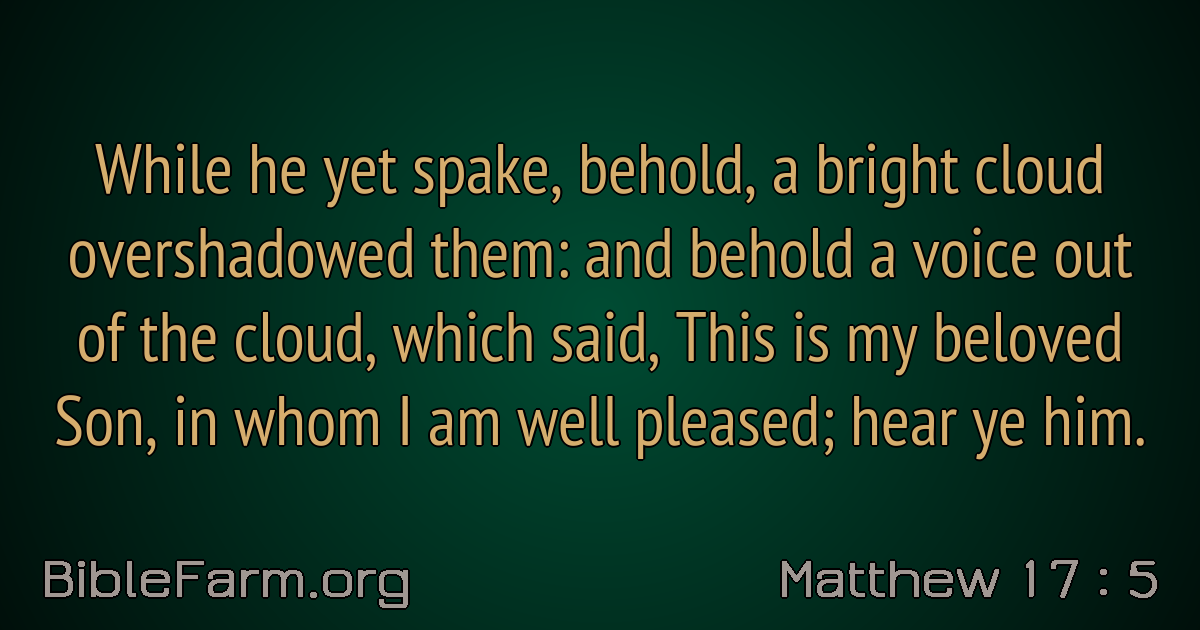 While he yet spake, behold, a bright cloud
overshadowed them: and behold a voice out
of the cloud, which said, This is my beloved
Son, in whom I am well pleased; hear ye him.
BibleFarm.org
Matthew 17 : 5